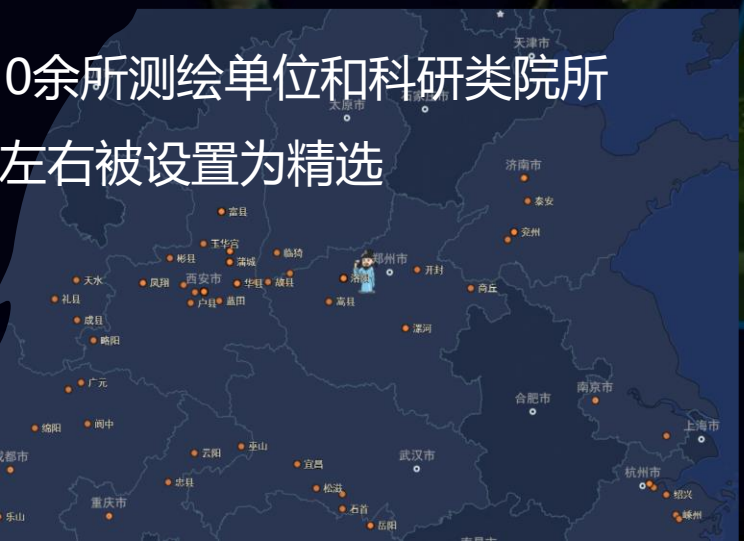 0余所测绘单位和科研类院所
左右被设置为精选
天津市
太原市
济南市
泰安
兖州
富县
玉华宫
彬县
蒲城
临猗
郑州市
开封
天水
凤翔
西安市
华县
陕县
商丘
礼县
户县
蓝田
嵩县
成县
漯河
略阳
广元
南京市
合肥市
绵阳
阆中
上海市
成都市
云阳
巫山
武汉市
宜昌
杭州市
忠县
松滋
绍兴
重庆市
石首
乐山
岳阳
嵊州